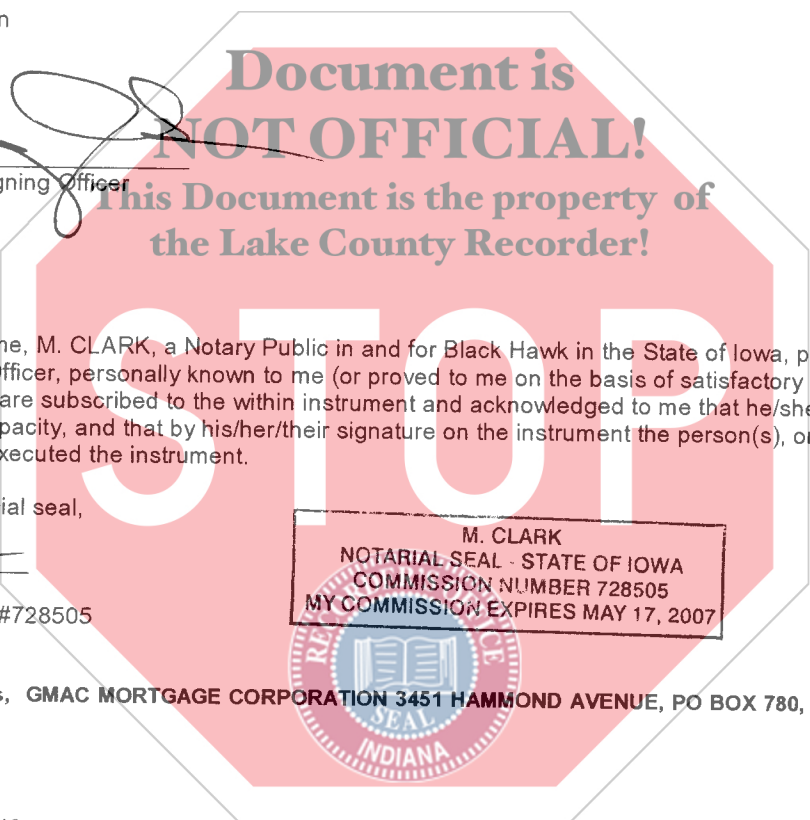 n
Document is
NOT OFFICIAL!
gning Officer
This Document is the property of
the Lake County Recorder!
STOP
ne, M. CLARK, a Notary Public in and for Black Hawk in the State of Iowa, p
fficer, personally known to me (or proved to me on the basis of satisfactory
are subscribed to the within instrument and acknowledged to me that he/she
pacity, and that by his/her/their signature on the instrument the person(s), or
xecuted the instrument.
ial seal,
M. CLARK
NOTARIAL SEAL - STATE OF IOWA
COMMISSION NUMBER 728505
MY COMMISSION EXPIRES MAY 17, 2007
#728505
RECORDER'S OFFICE
s, GMAC MORTGAGE CORPORATION 3451 HAMMOND AVENUE, PO BOX 780,
SEAL
INDIANA